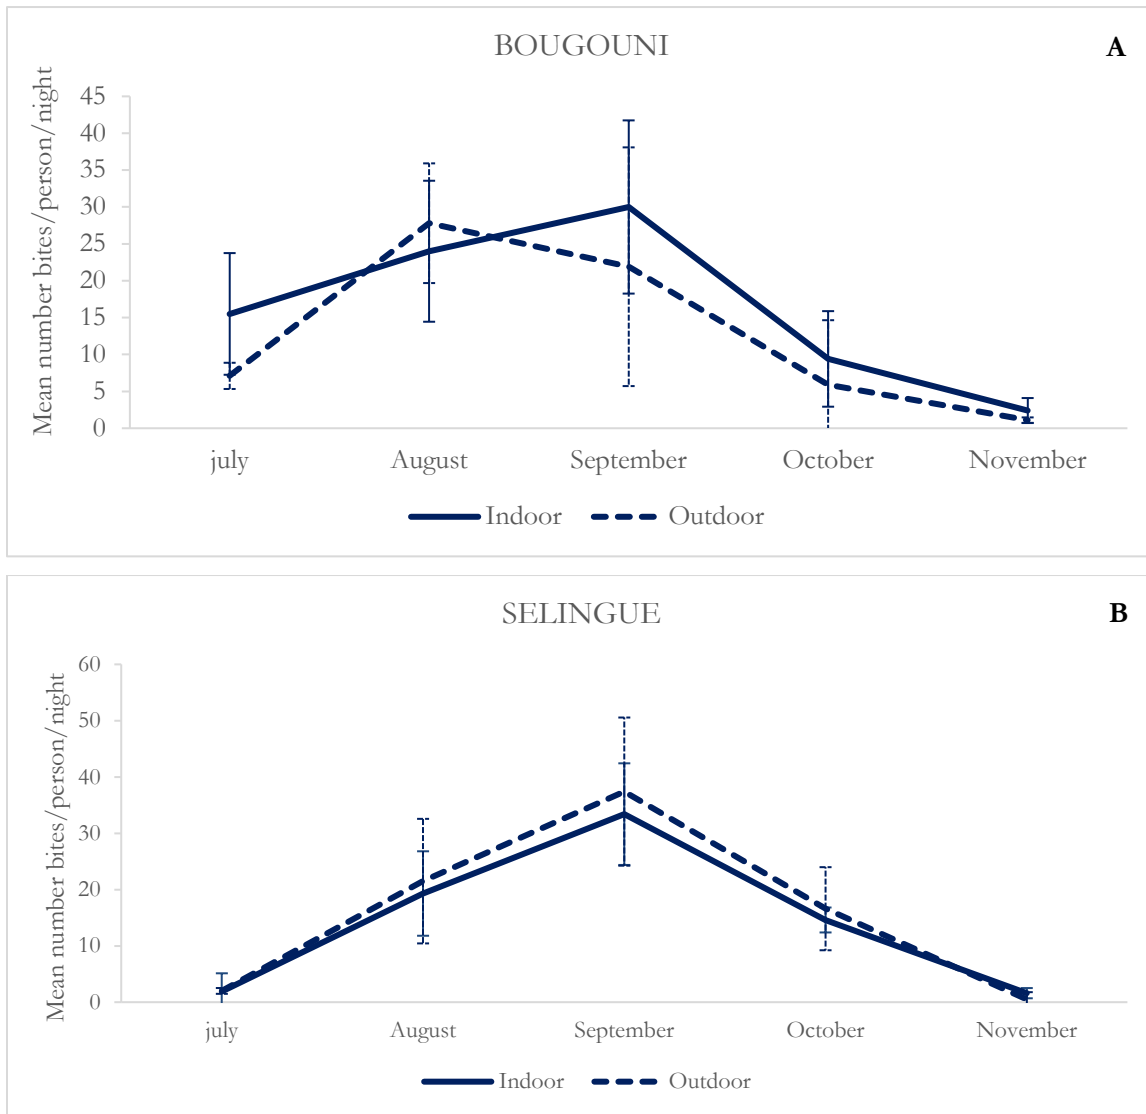 BOUGOUNI
A
Mean number bites/person/night
45
40
35
30
25
20
15
10
5
0
july August September October November
Indoor Outdoor
SELINGUE
B
Mean number bites/person/night
60
50
40
30
20
10
0
july August September October November
Indoor Outdoor